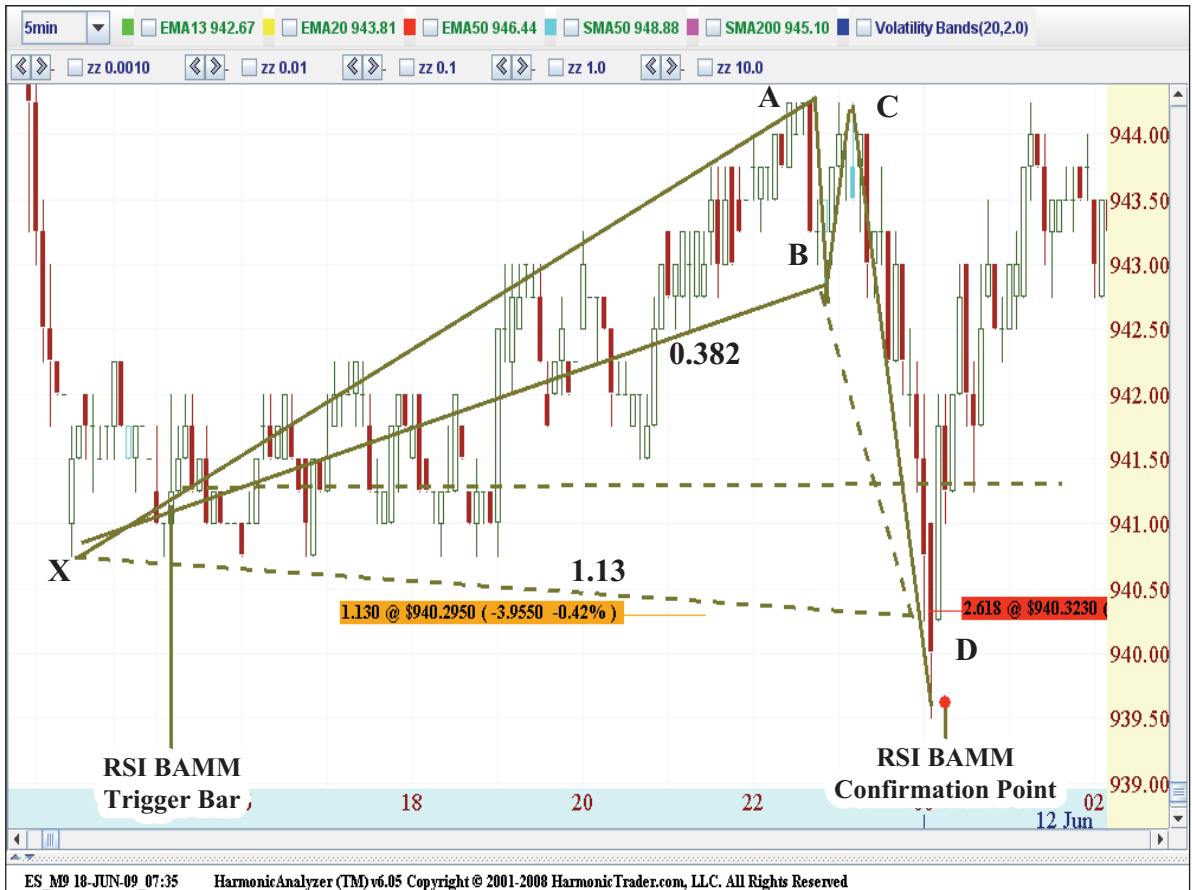 5min EMA13 942.67 EMA20 943.81 EMA50 946.44 SMA50 948.88 SMA200 945.10 Volatility Bands(20,2.0)
zz 0.0010 zz 0.01 zz 0.1 zz 1.0 zz 10.0
A
C
944.00
943.50
B
943.00
942.50
0.382
942.00
941.50
941.00
X
1.13
940.50
1.130 @ $940.2950 ( -3.9550 -0.42% )
2.618 @ $940.3230 (
D
940.00
939.50
RSI BAMM
Trigger Bar
RSI BAMM
Confirmation Point
939.00
18 20 22 02
12 Jun
ES_M9 18-JUN-09_07:35 HarmonicAnalyzer (TM) v6.05 Copyright © 2001-2008 HarmonicTrader.com, LLC. All Rights Reserved